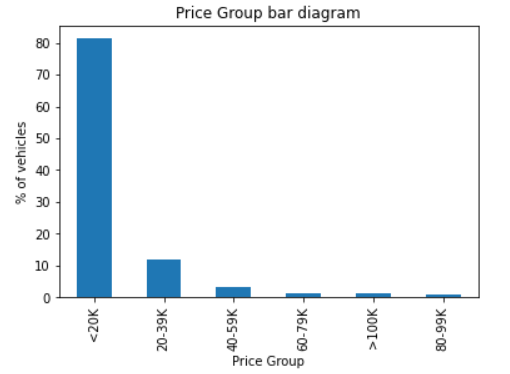 Price Group bar diagram
% of vehicles
80
70
60
50
40
30
20
10
0
<20K
20-39K
40-59K
60-79K
>100K
80-99K
Price Group